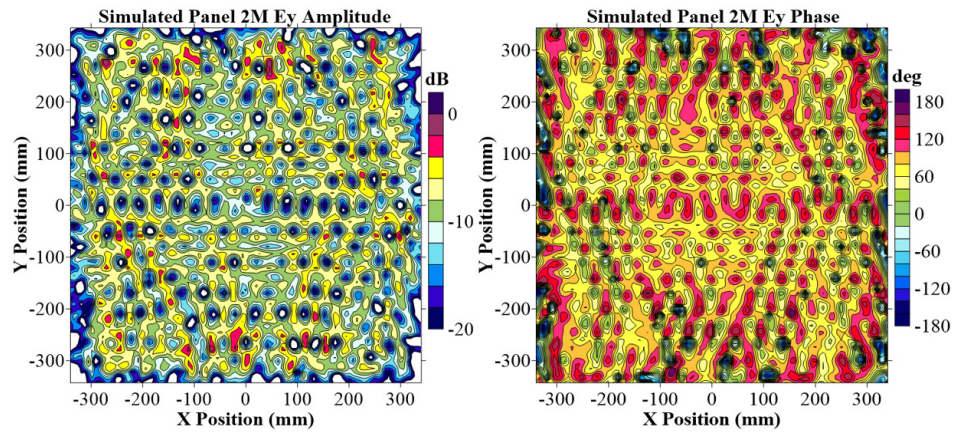 Simulated Panel 2M Ey Amplitude
Simulated Panel 2M Ey Phase
dB
deg
300
200
100
0
-100
-200
-300
Y Position (mm)
0
-10
-20
300
200
100
0
-100
-200
-300
Y Position (mm)
180
120
60
0
-60
-120
-180
-300 -200 -100 0 100 200 300
-300 -200 -100 0 100 200 300
X Position (mm)
X Position (mm)